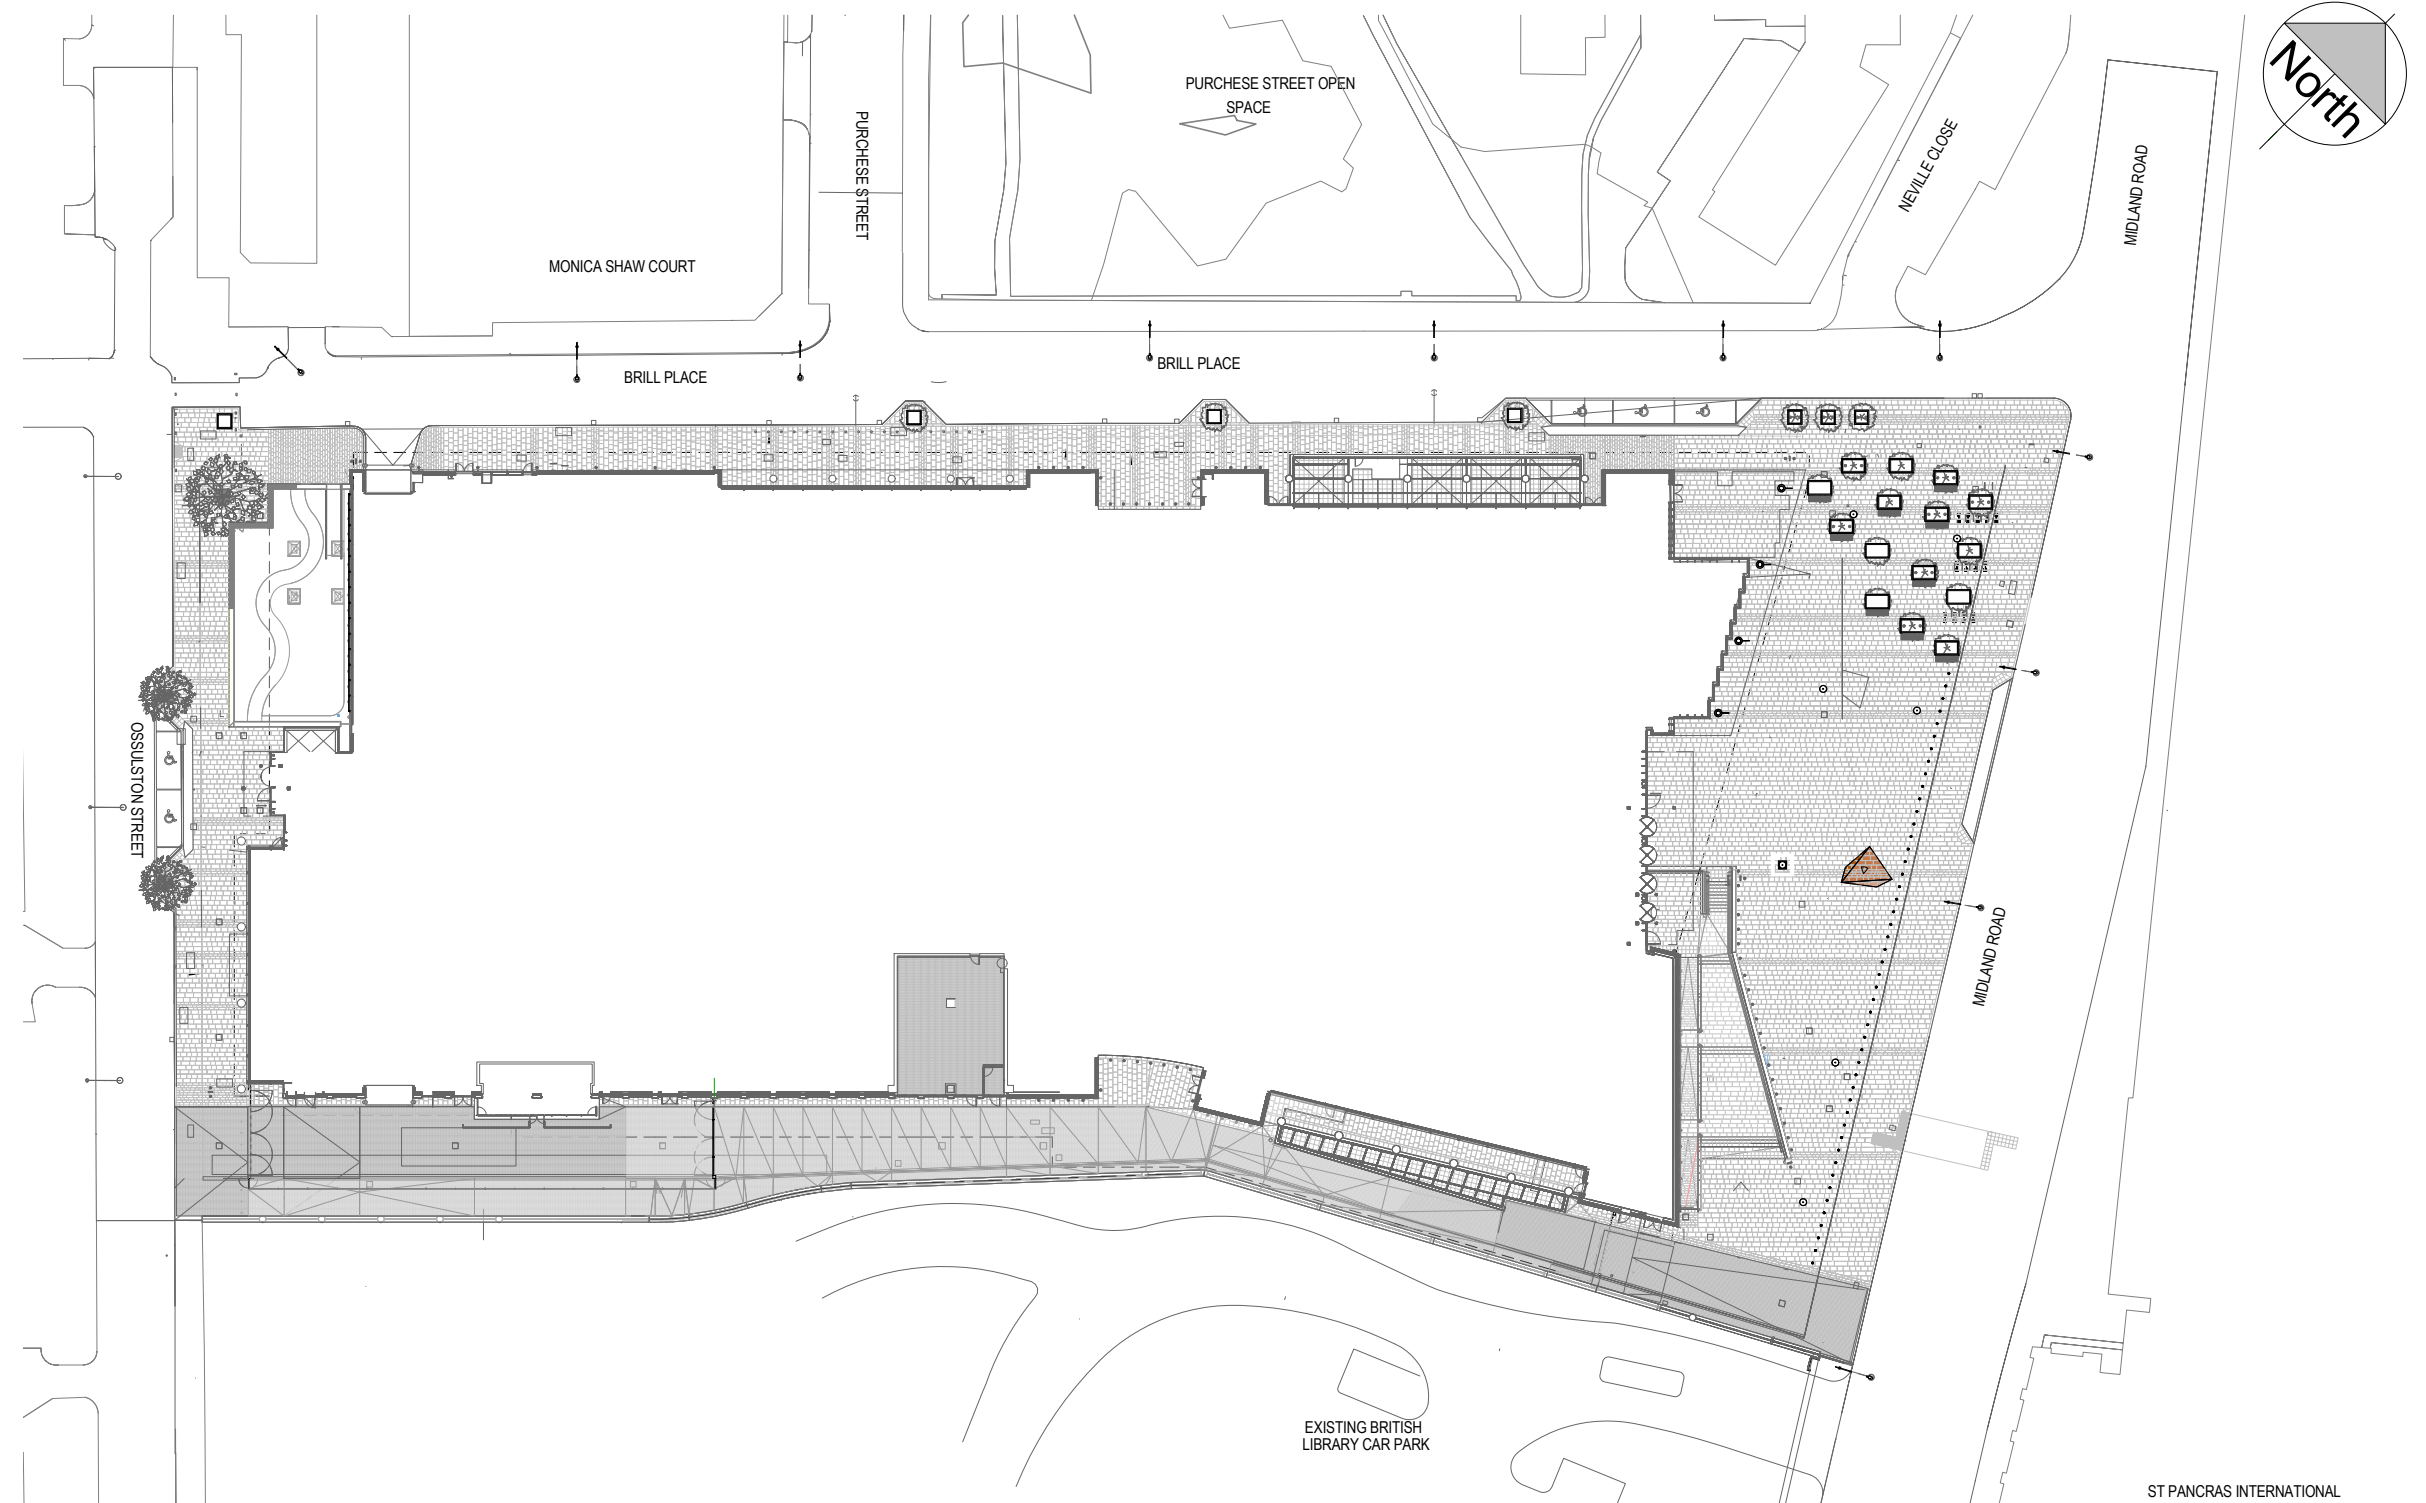 North
PURCHESE STREET OPEN
SPACE
PURCHESE STREET
NEVILLE CLOSE
MIDLAND ROAD
MONICA SHAW COURT
BRILL PLACE
BRILL PLACE
OSSULSTON STREET
MIDLAND ROAD
EXISTING BRITISH
LIBRARY CAR PARK
ST PANCRAS INTERNATIONAL